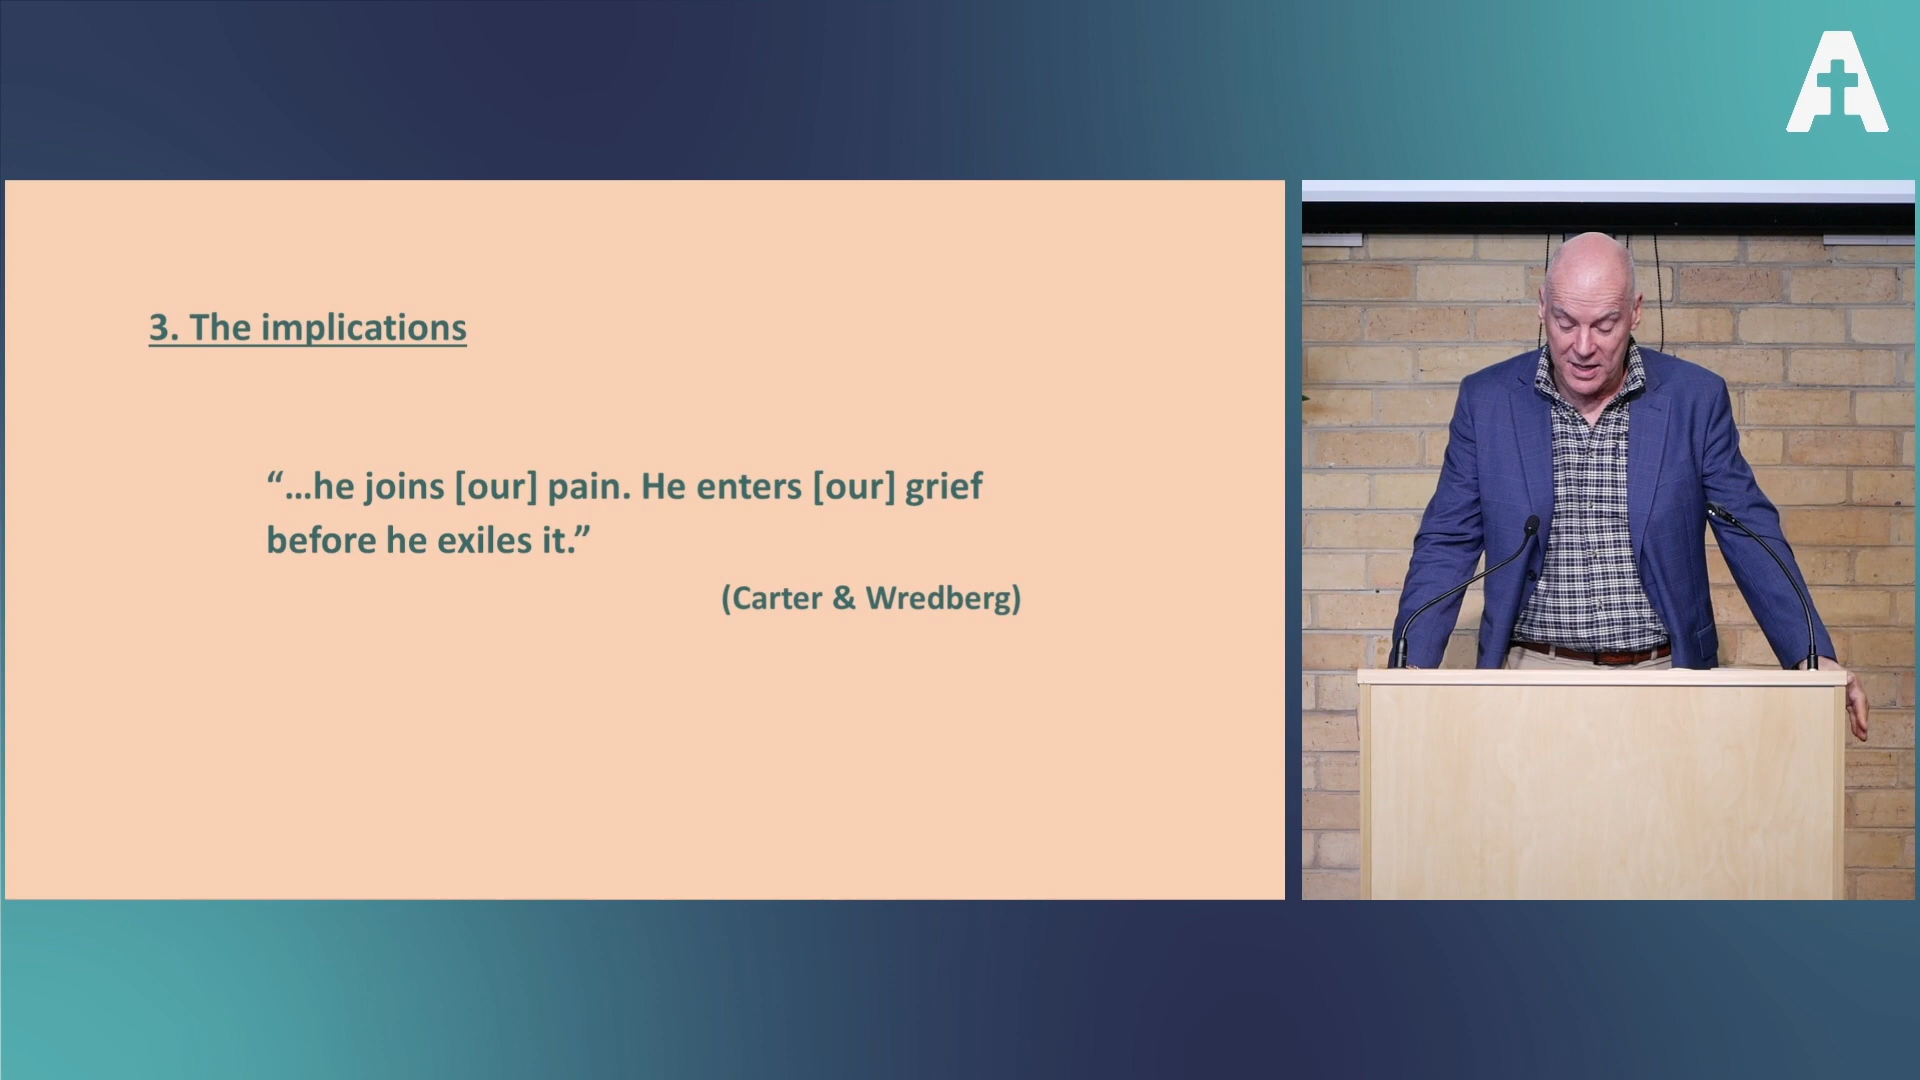 3. The implications
“...he joins [our] pain. He enters [our] grief
before he exiles it.”
(Carter & Wredberg)
A